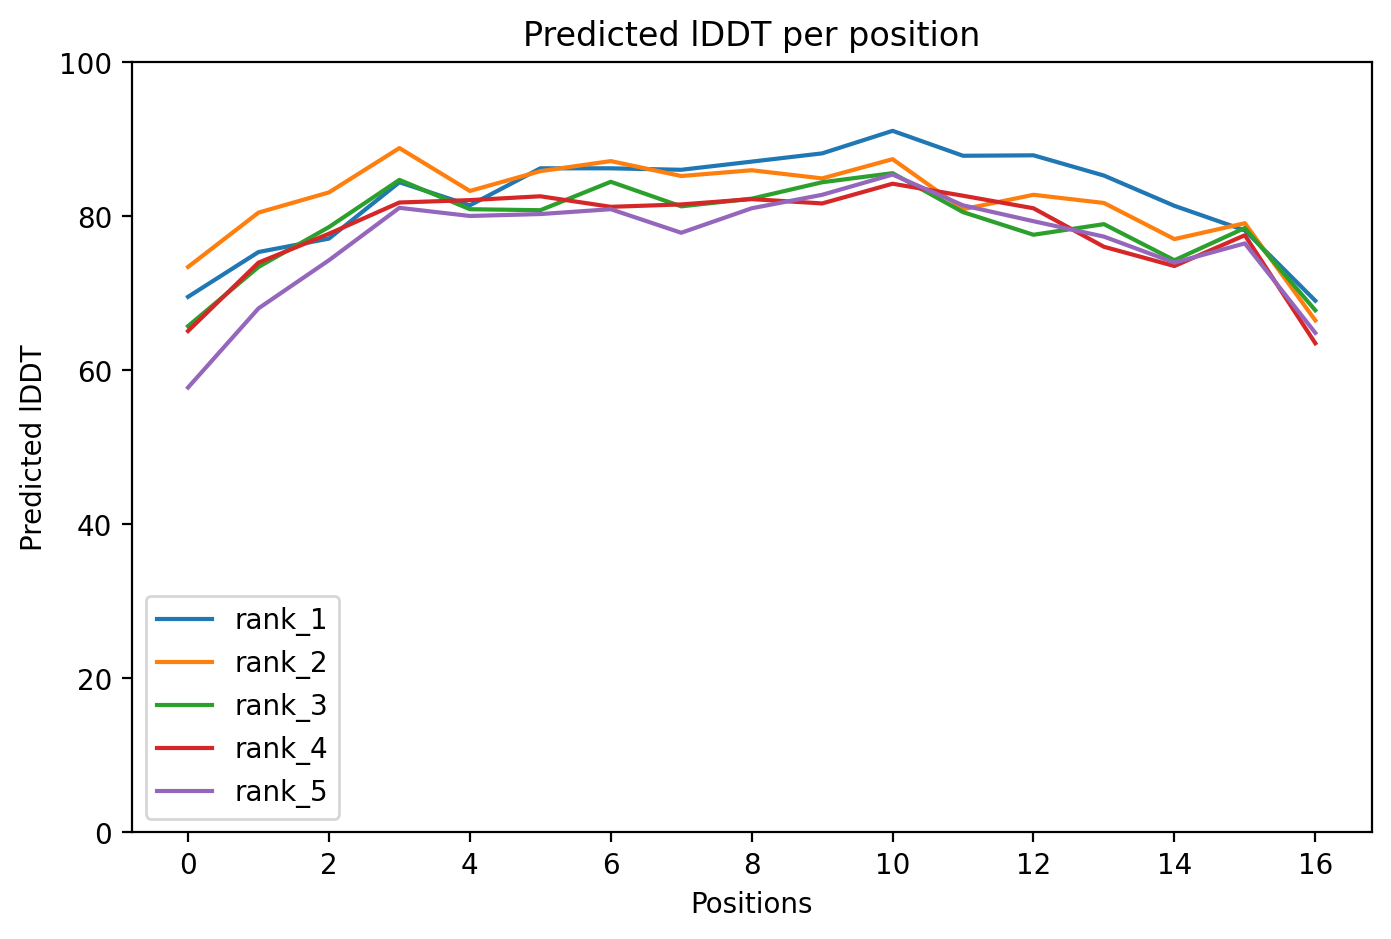 Predicted lDDT per position
100
80
60
40
20
0
Predicted lDDT
rank_1
rank_2
rank_3
rank_4
rank_5
0 2 4 6 8 10 12 14 16
Positions